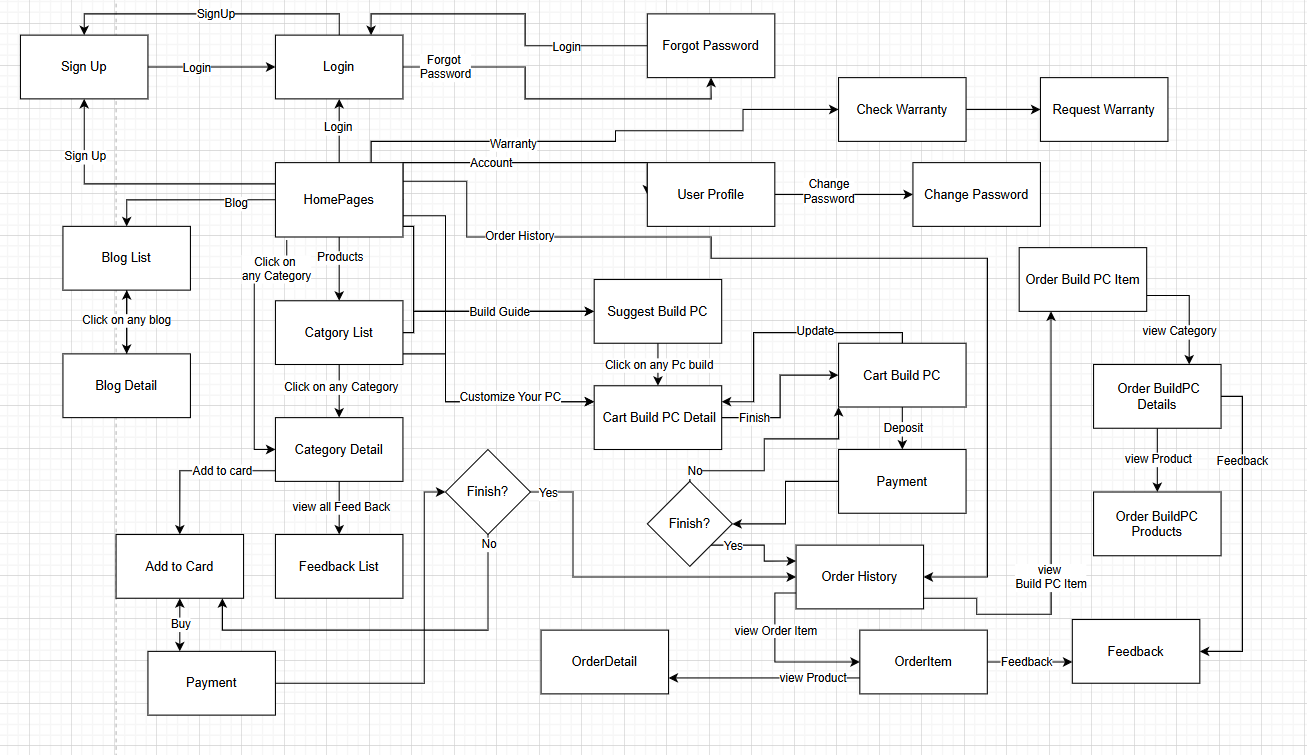 SignUp
Sign Up
Login
Login
Forgot
Password
Login
Forgot Password
Check Warranty
Request Warranty
Login
Sign Up
Warranty
Account
HomePages
User Profile
Change
Password
Change Password
Blog
Order History
Blog List
Click on
any Category
Products
Order Build PC Item
Click on any blog
Catgory List
Build Guide
Suggest Build PC
Update
view Category
Click on any Pc build
Blog Detail
Click on any Category
Customize Your PC
Cart Build PC Detail
Finish
Cart Build PC
Order BuildPC
Details
Deposit
Category Detail
Add to card
view all Feed Back
Finish?
Yes
No
No
Payment
view Product
Feedback
Finish?
Yes
Order BuildPC
Products
Add to Card
Feedback List
Order History
view
Build PC Item
Buy
view Order Item
OrderDetail
OrderItem
Feedback
Feedback
view Product
Payment